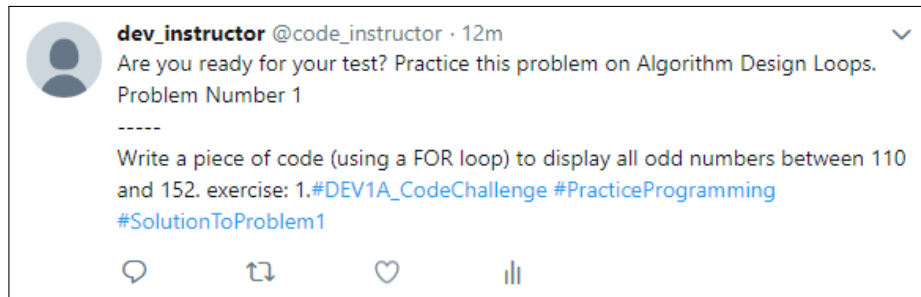 dev_instructor @code_instructor · 12m
Are you ready for your test? Practice this problem on Algorithm Design Loops.
Problem Number 1
-----
Write a piece of code (using a FOR loop) to display all odd numbers between 110
and 152. exercise: 1.#DEV1A_CodeChallenge #PracticeProgramming
#SolutionToProblem1